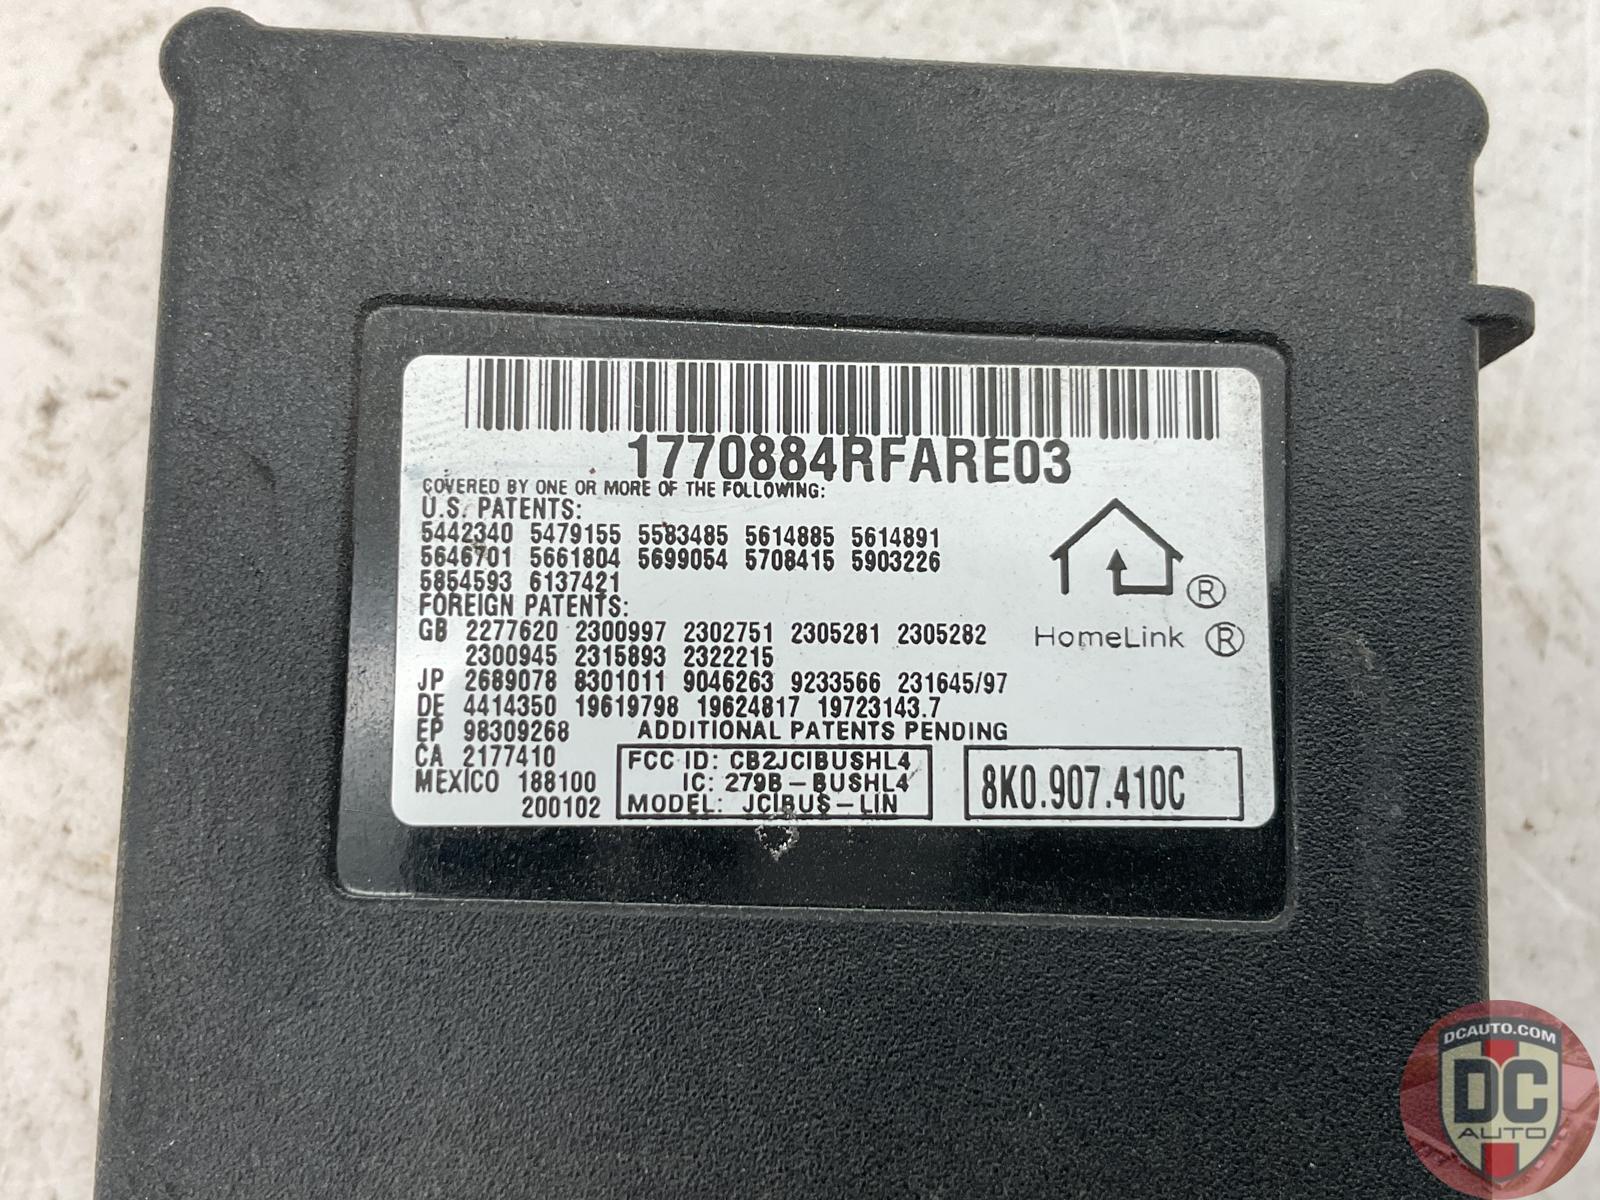 1770884RFARE03
COVERED BY ONE OR MORE OF THE FOLLOWING:
U.S. PATENTS:
5442340 5479155 5583485 5614885 5614891
5646701 5661804 5699054 5708415 5903226
5854593 6137421
FOREIGN PATENTS:
GB 2277620 2300997 2302751 2305281 2305282
2300945 2315893 2322215
JP 2689078 8301011 9046263 9233566 231645/97
DE 4414350 19619798 19624817 19723143.7
EP 98309268 ADDITIONAL PATENTS PENDING
CA 2177410
MEXICO 188100
200102
FCC ID: CB2JCIBUSHL4
IC: 279B-BUSHL4
MODEL: JCIBUS-LIN
8K0.907.410C
®
HomeLink ®
DCAUTO.COM
DC
AUTO